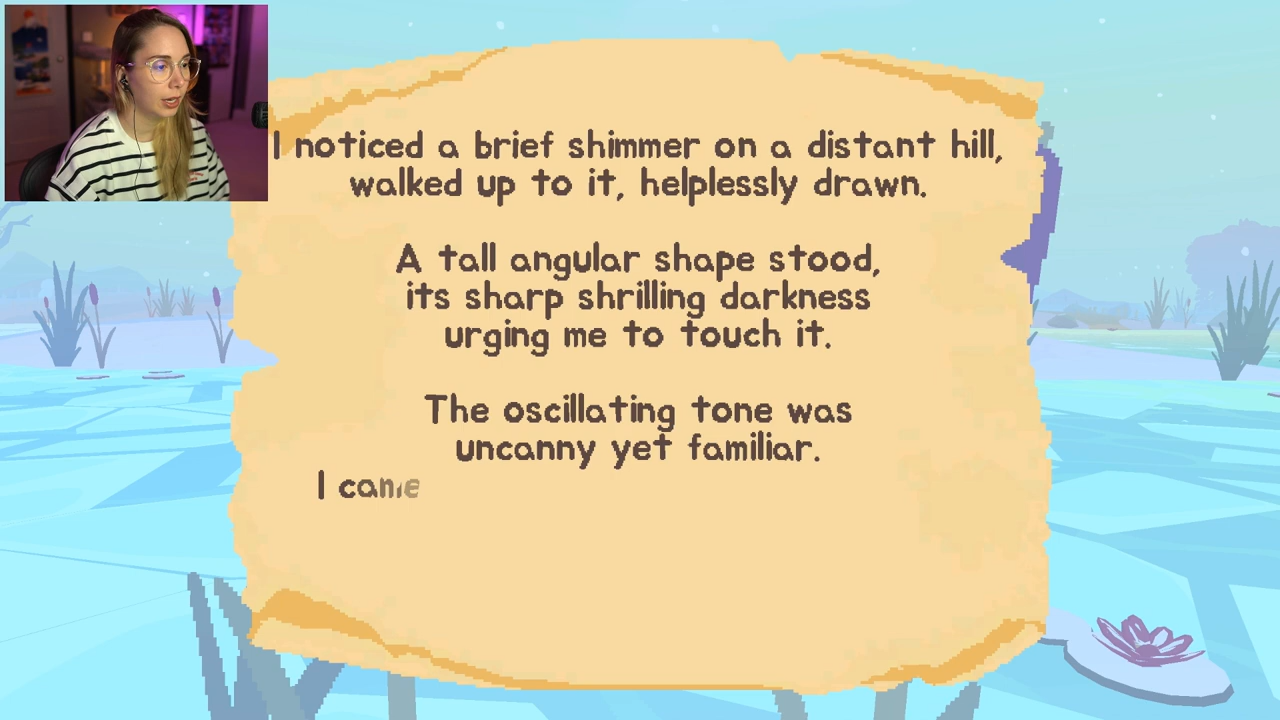 I noticed a brief shimmer on a distant hill,
walked up to it, helplessly drawn.
A tall angular shape stood,
its sharp shrilling darkness
urging me to touch it.
The oscillating tone was
uncanny yet familiar.
I came